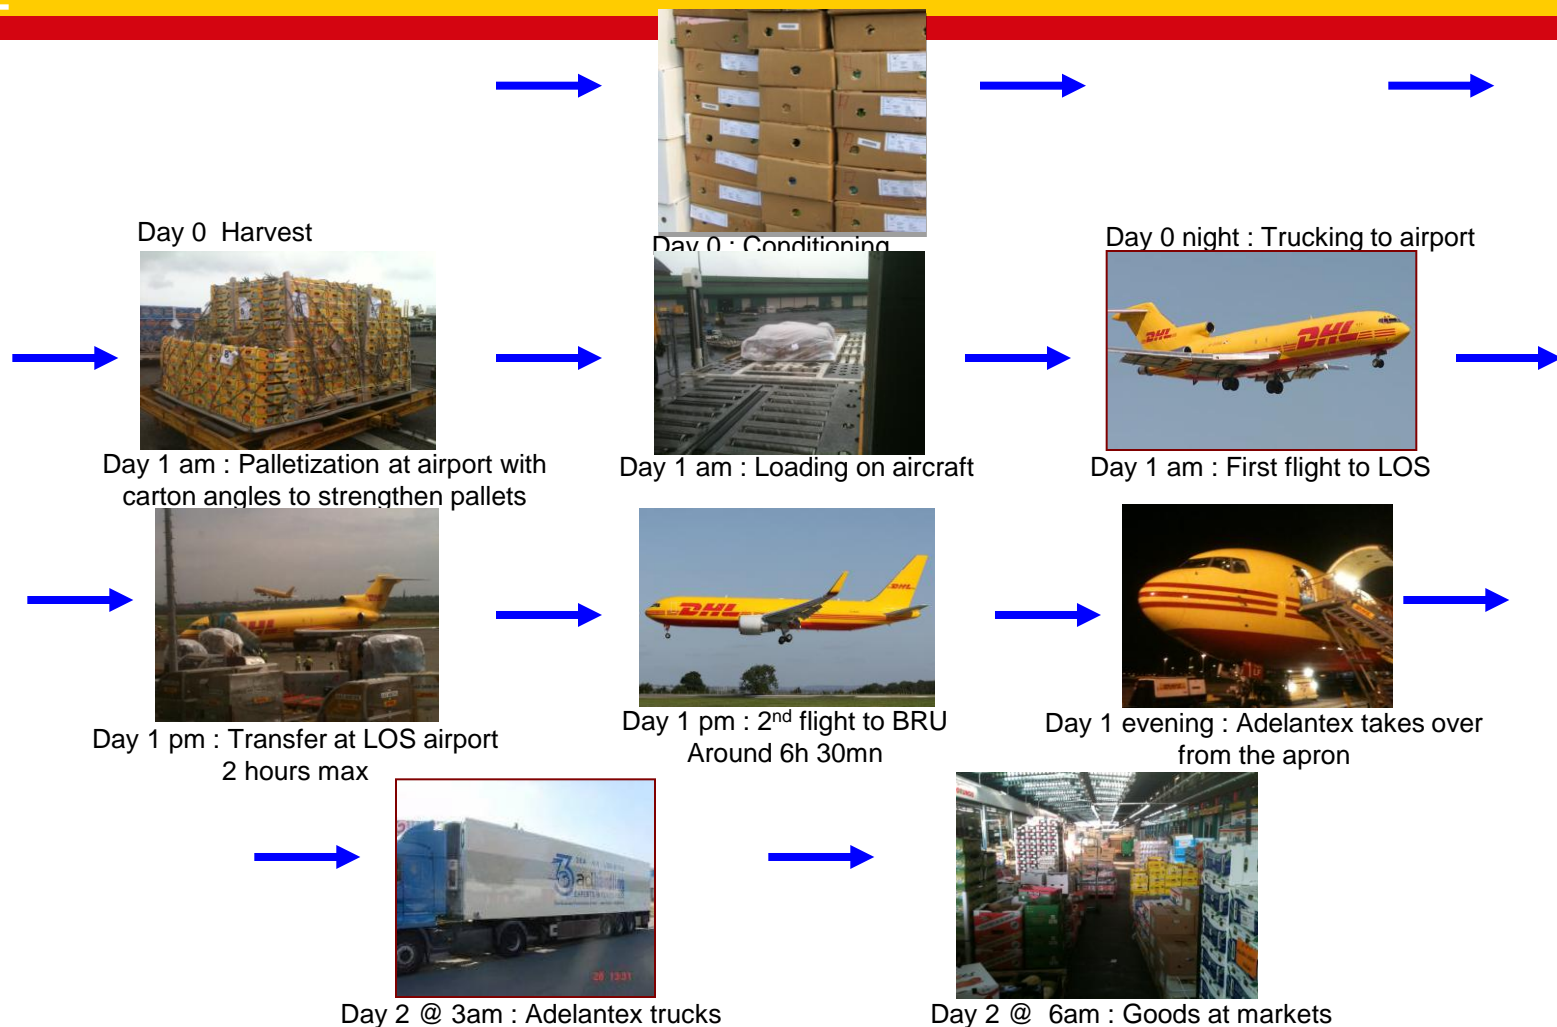 Day 0 Harvest
Day 0 : Conditioning
Day 0 night : Trucking to airport
DHL
Day 1 am : Palletization at airport with
carton angles to strengthen pallets
Day 1 am : Loading on aircraft
Day 1 am : First flight to LOS
DHL
DHL
Day 1 pm : Transfer at LOS airport
2 hours max
Day 1 pm : 2nd flight to BRU
Around 6h 30mn
Day 1 evening : Adelantex takes over
from the apron
28 13:31
Day 2 @ 3am : Adelantex trucks
Day 2 @ 6am : Goods at markets